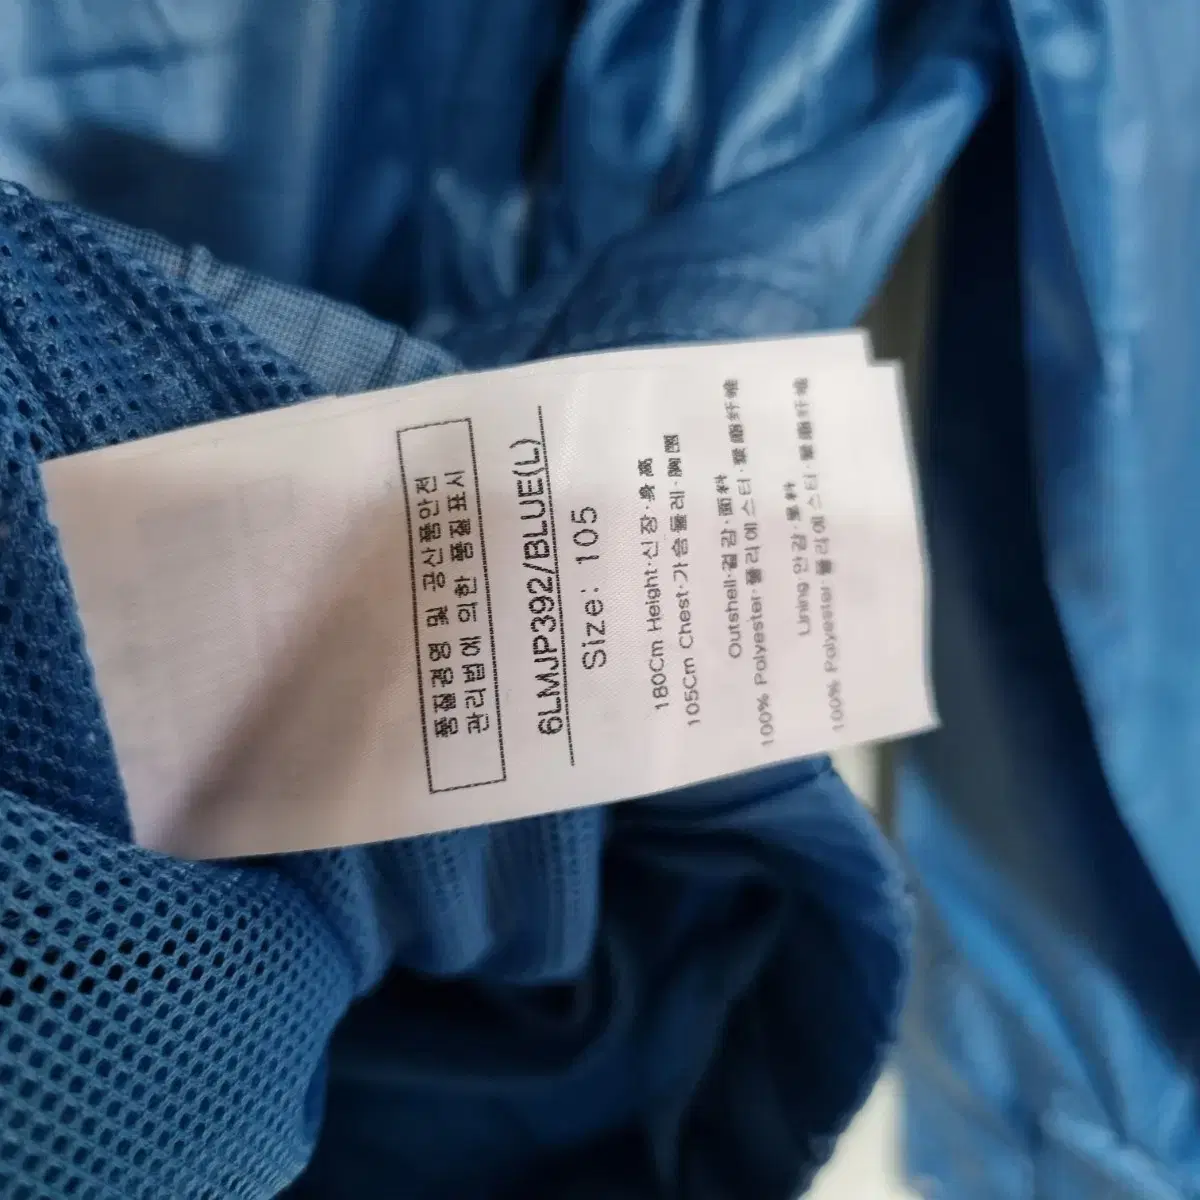 품질경영 및 공산품안전
관리법에 의한 품질표시
6LMJP392/BLUE(L)
Size: 105
180Cm Height·신장·身高
105Cm Chest·가슴둘레·胸围
Outshell·겉감·面料
100% Polyester·폴리에스터·聚酯纤维
Lining·안감·里料
100% Polyester·폴리에스터·聚酯纤维